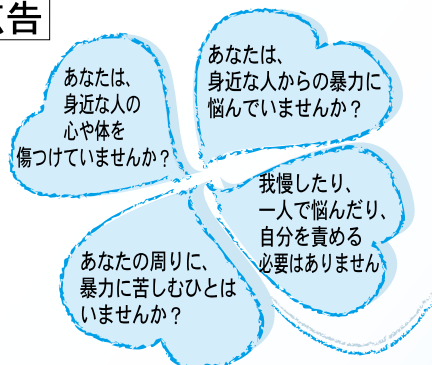 広告
あなたは、
身近な人の
心や体を
傷つけていませんか？
あなたは、
身近な人からの暴力に
悩んでいませんか？
我慢したり、
一人で悩んだり、
自分を責める
必要はありません
あなたの周りに、
暴力に苦しむひとは
いませんか？